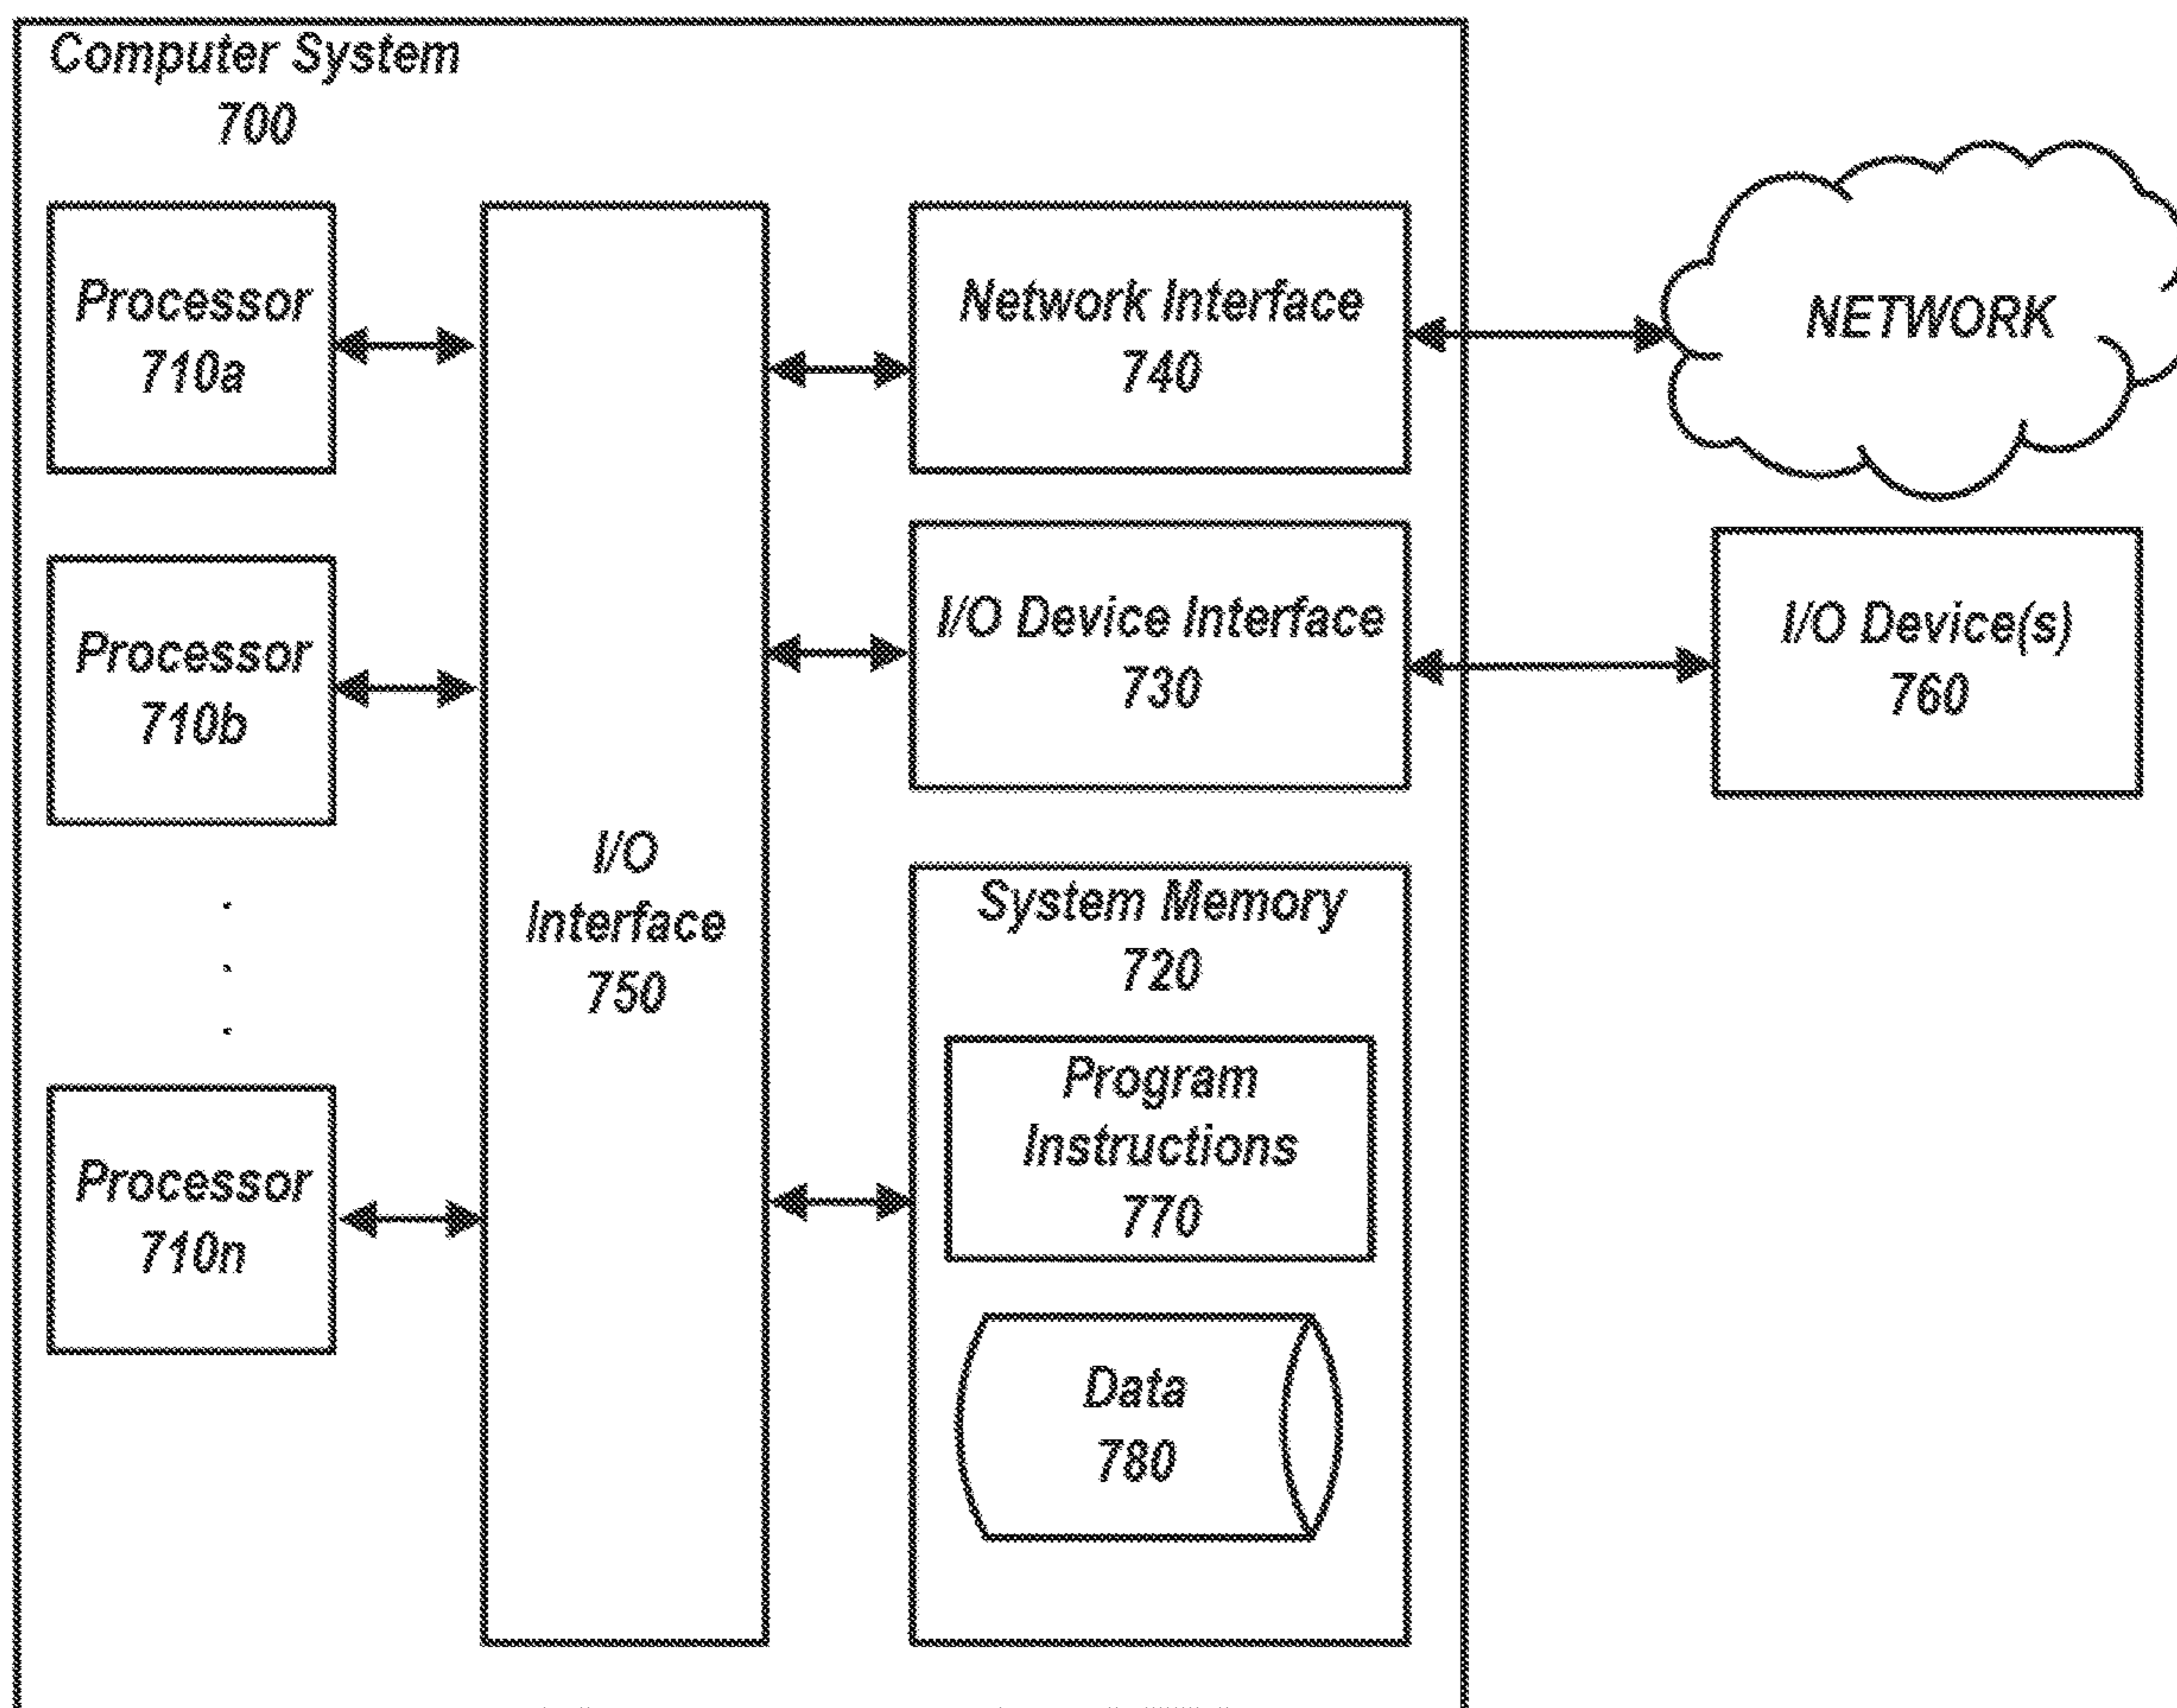 Computer System
700
Processor
710a
Network Interface
740
NETWORK
Processor
710b
I/O Device Interface
730
I/O Device(s)
760
I/O
Interface
750
System Memory
720
Program
Instructions
770
Processor
710n
Data
780